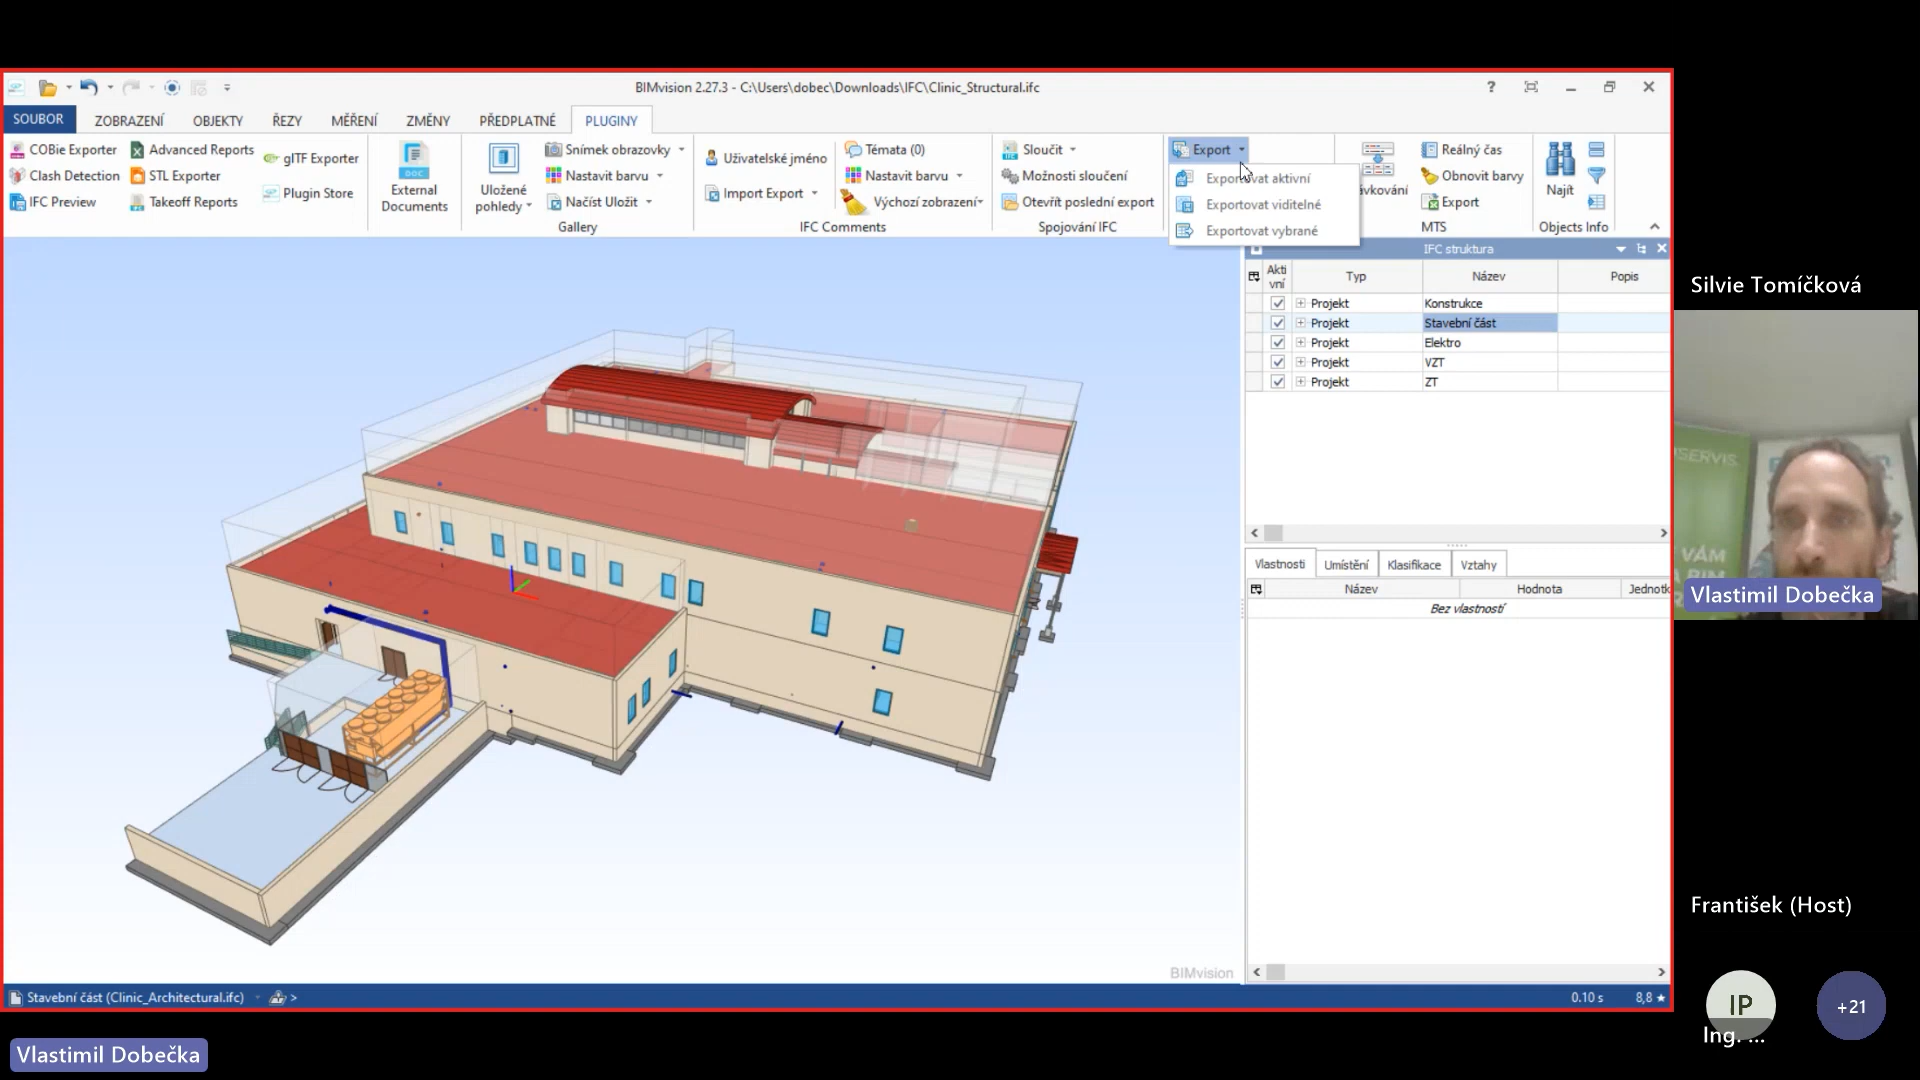 BIMvision 2.27.3 - C:\Users\dobec\Downloads\IFC\Clinic_Structural.ifc
SOUBOR
ZOBRAZENÍ
OBJEKTY
ŘEZY
MĚŘENÍ
ZMĚNY
PŘEDPLATNÉ
PLUGINY
COBie Exporter
Clash Detection
IFC Preview
Advanced Reports
STL Exporter
Takeoff Reports
glTF Exporter
Plugin Store
DOC
External
Documents
Uložené
pohledy
Snímek obrazovky
Nastavit barvu
Načíst Uložit
Gallery
Uživatelské jméno
Import Export
Témata (0)
Nastavit barvu
Výchozí zobrazení
IFC Comments
Sloučit
Možnosti sloučení
Otevřít poslední export
Spojování IFC
Export
Exportovat aktivní
Exportovat viditelné
Exportovat vybrané
Reálný čas
Obnovit barvy
Export
MTS
Najít
Objects Info
IFC struktura
Akti
vní
Typ
Název
Popis
Projekt Konstrukce
Projekt Stavební část
Projekt Elektro
Projekt VZT
Projekt ZT
Vlastnosti
Umístění
Klasifikace
Vztahy
Název
Hodnota
Bez vlastností
BIMvision
Stavební část (Clinic_Architectural.ifc)
0.10 s
8,8
Vlastimil Dobečka
Silvie Tomíčková
VÁM
Vlastimil Dobečka
František (Host)
IP
Ing. ...
+21